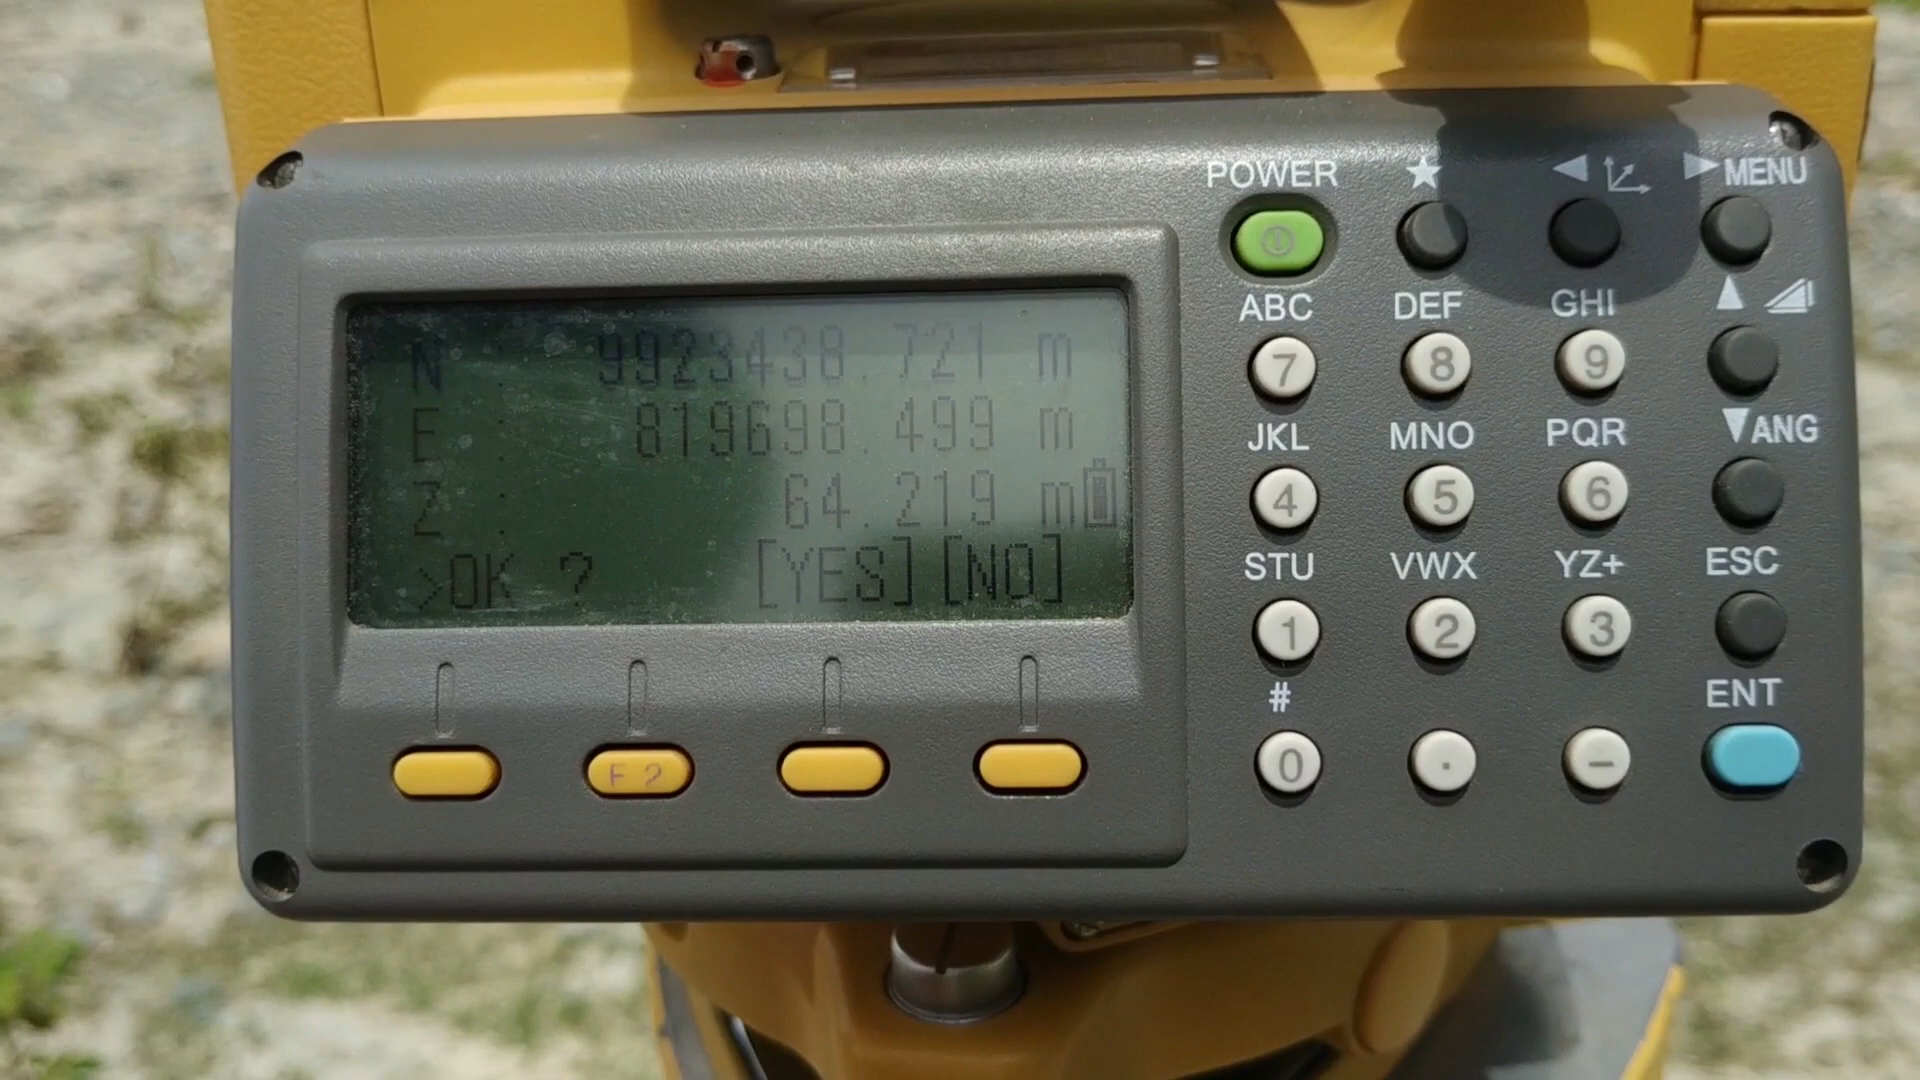 N : 9923438.721 m
E : 819698.499 m
Z : 64.219 m
>OK ? [YES] [NO]
F2
POWER ★ ◀ ▶ MENU
ABC DEF GHI ▲
7 8 9
JKL MNO PQR ▼ANG
4 5 6
STU VWX YZ+ ESC
1 2 3
# ENT
0 . -